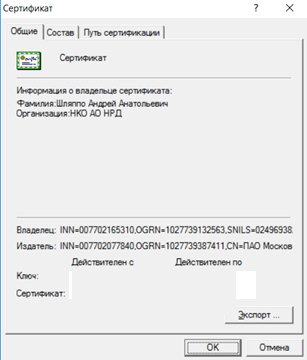 Сертификат
Общие Состав Путь сертификации
Сертификат
Информация о владельце сертификата:
Фамилия:Шляппо Андрей Анатольевич
Организация:НКО АО НРД
Владелец: INN=007702165310,OGRN=1027739132563,SNILS=02496938
Издатель: INN=007702077840,OGRN=1027739387411,CN=ПАО Москов
Действителен с Действителен по
Ключ:
Сертификат:
Экспорт ...
OK Отмена